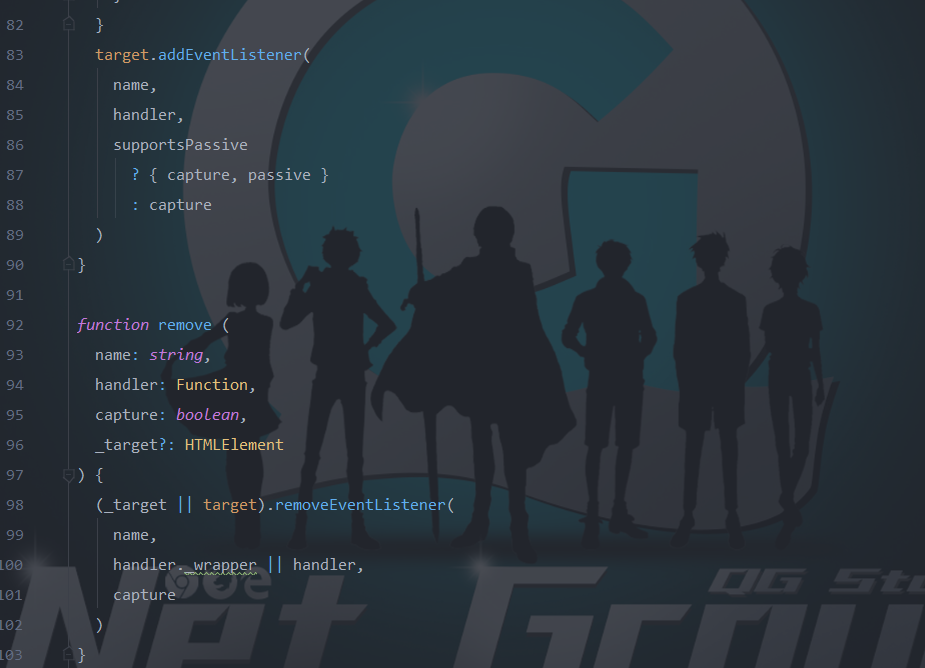 82 }
83 target.addEventListener(
84 name,
85 handler,
86 supportsPassive
87 ? { capture, passive }
88 : capture
89 )
90 }
91
92 function remove (
93 name: string,
94 handler: Function,
95 capture: boolean,
96 _target?: HTMLElement
97 ) {
98 (_target || target).removeEventListener(
99 name,
100 handler._wrapper || handler,
101 capture
102 )
103 }
Net Grou
QG Stu